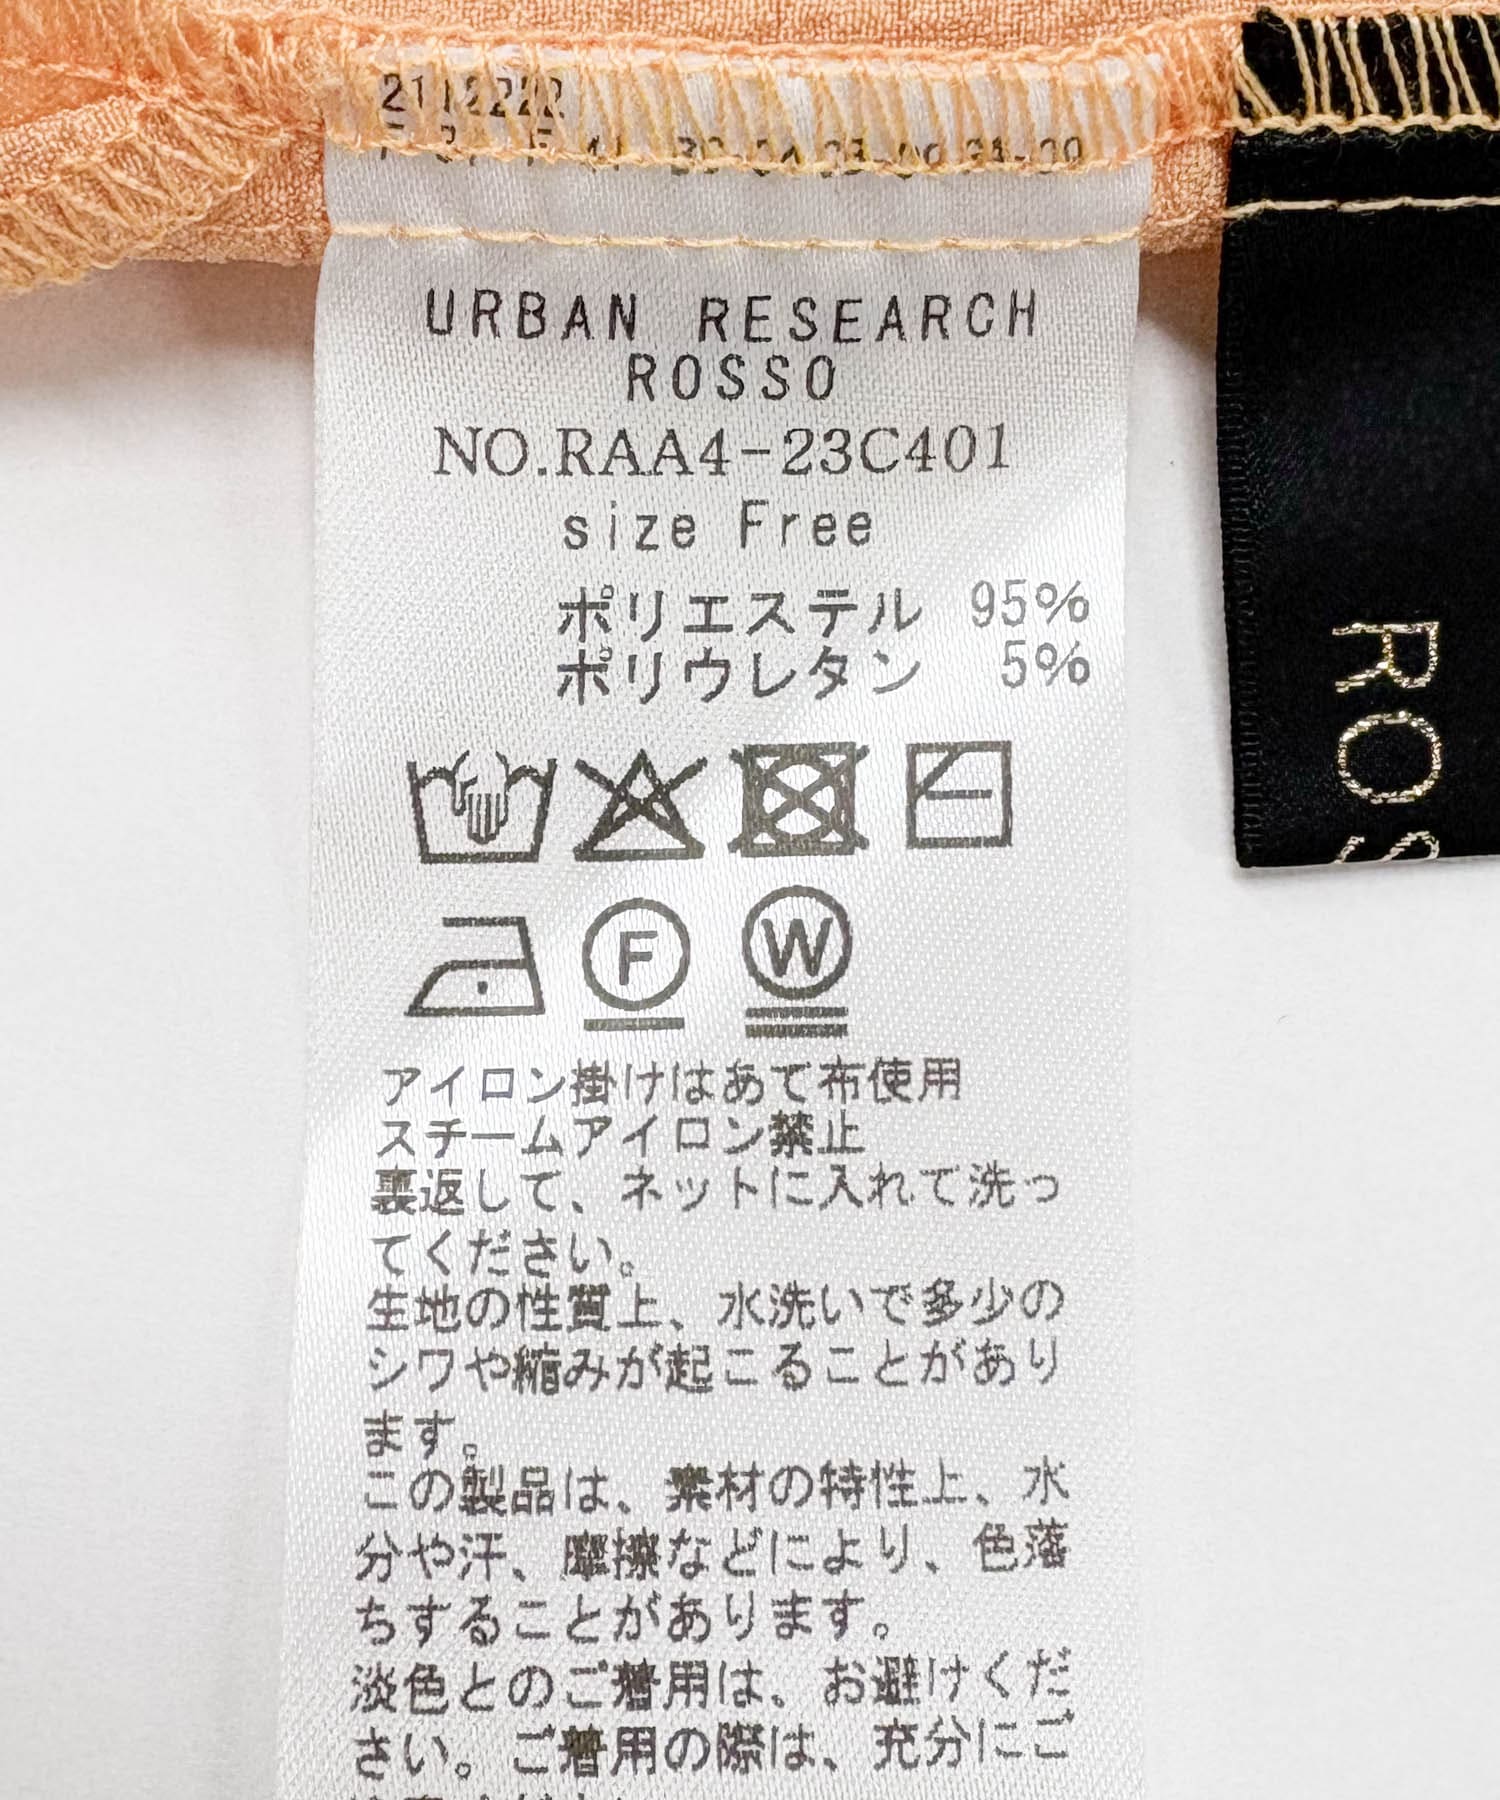 2112222
URBAN RESEARCH
ROSSO
NO.RAA4-23C401
size Free
ポリエステル 95%
ポリウレタン 5%
F
W
アイロン掛けはあて布使用
スチームアイロン禁止
裏返して、ネットに入れて洗っ
てください。
生地の性質上、水洗いで多少の
シワや縮みが起こることがあり
ます。
この製品は、素材の特性上、水
分や汗、摩擦などにより、色落
ちすることがあります。
淡色とのご着用は、お避けくだ
さい。ご着用の際は、充分にご
ROS